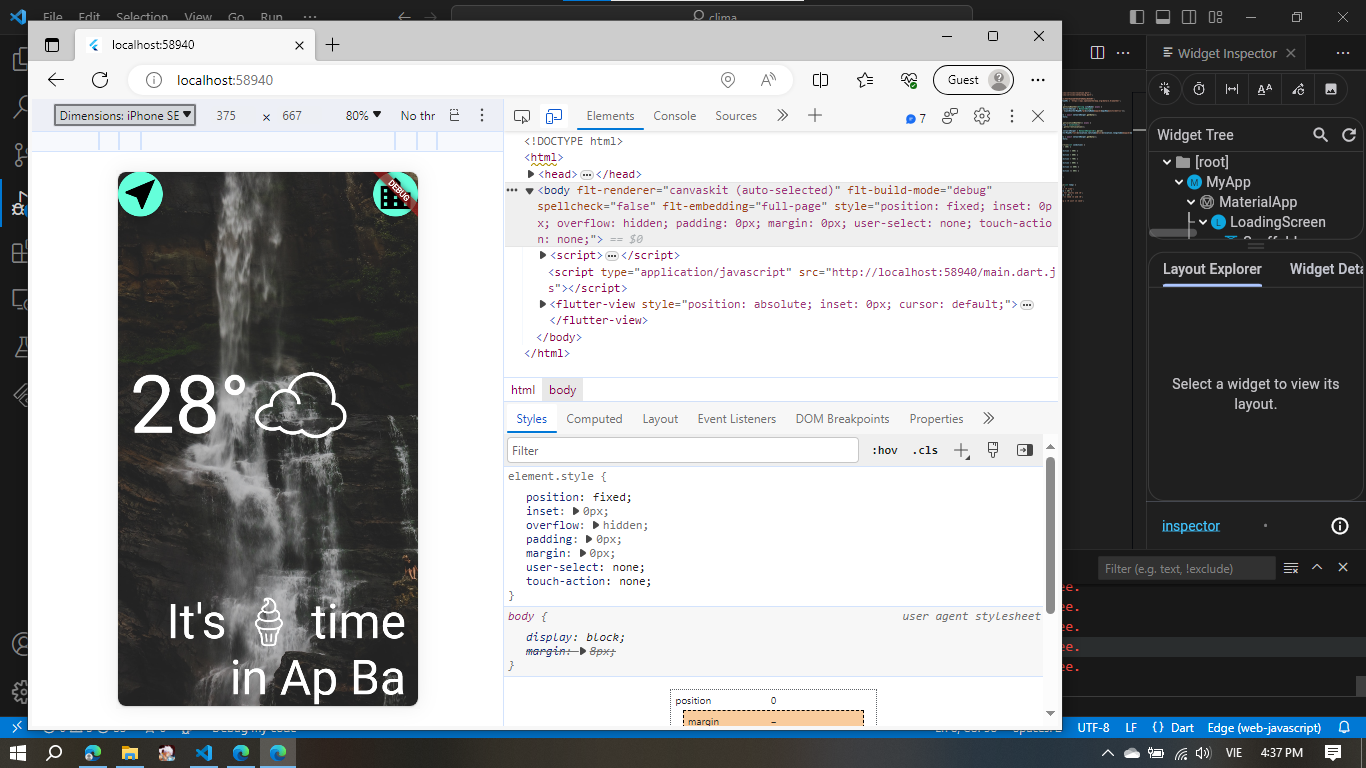 File Edit Selection View Go Run ···
clima
localhost:58940
localhost:58940
Guest
Dimensions: iPhone SE 375 × 667 80% No thr
Elements Console Sources 7
<!DOCTYPE html>
<html>
<head> ··· </head>
··· <body flt-renderer="canvaskit (auto-selected)" flt-build-mode="debug"
spellcheck="false" flt-embedding="full-page" style="position: fixed; inset: 0p
x; overflow: hidden; padding: 0px; margin: 0px; user-select: none; touch-actio
n: none;"> == $0
<script> ··· </script>
<script type="application/javascript" src="http://localhost:58940/main.dart.j
s"></script>
<flutter-view style="position: absolute; inset: 0px; cursor: default;"> ···
</flutter-view>
</body>
</html>
html body
Styles Computed Layout Event Listeners DOM Breakpoints Properties
Filter :hov .cls
element.style {
position: fixed;
inset: 0px;
overflow: hidden;
padding: 0px;
margin: 0px;
user-select: none;
touch-action: none;
}
body { user agent stylesheet
display: block;
margin: 8px;
}
position 0
margin –
DEBUG
28°
It's time
in Ap Ba
Widget Inspector
Widget Tree
[root]
MyApp
MaterialApp
LoadingScreen
Layout Explorer Widget Deta
Select a widget to view its
layout.
inspector
Filter (e.g. text, !exclude)
ee.
ee.
ee.
ee.
ee.
Debug my code
UTF-8 LF {} Dart Edge (web-javascript)
VIE 4:37 PM